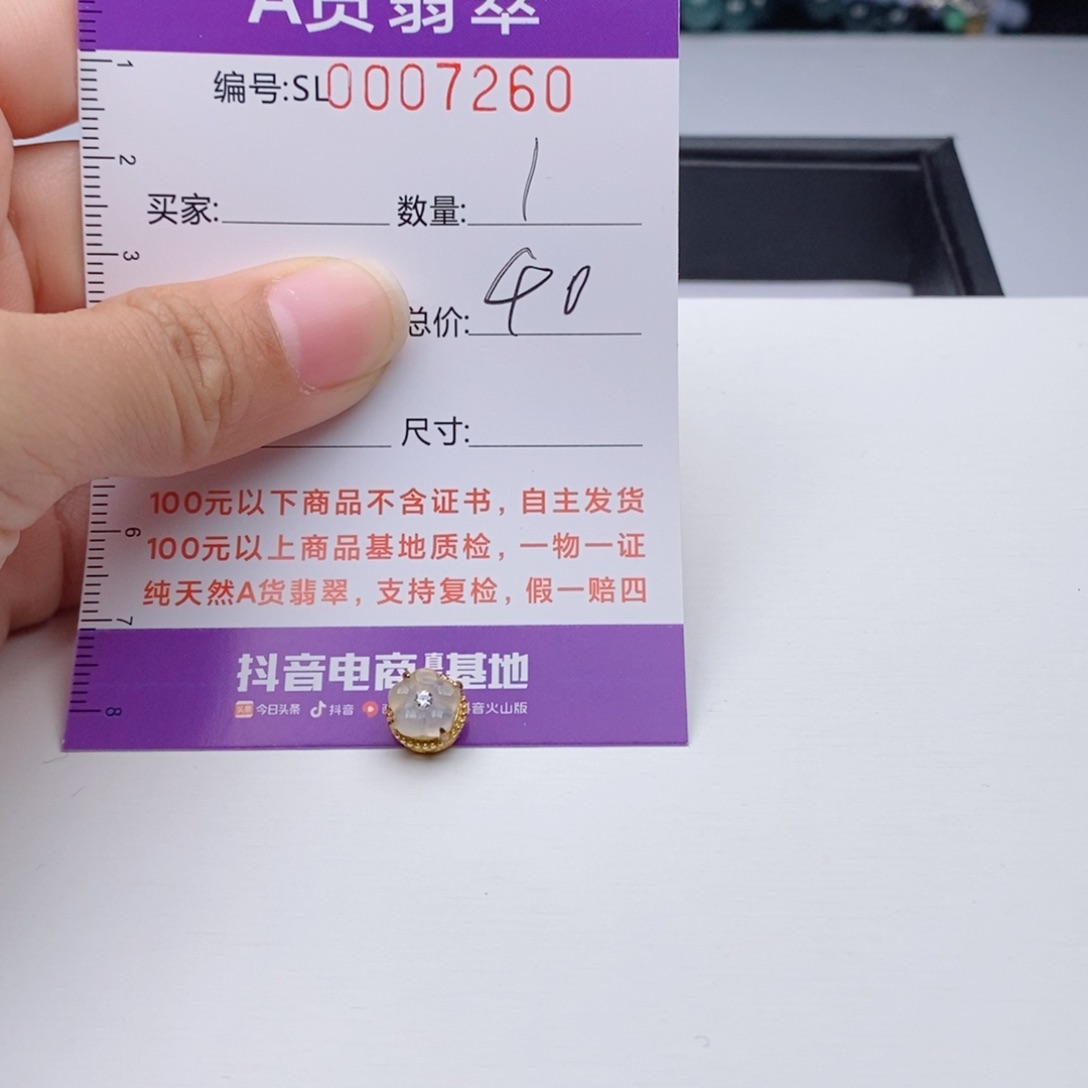 A货翡翠
1
编号:SL0007260
2
买家: 数量: 1
3
总价: 40
尺寸:
100元以下商品不含证书,自主发货
6
100元以上商品基地质检,一物一证
纯天然A货翡翠,支持复检,假一赔四
7
抖音电商 基地
头条 今日头条 抖音 音火山版
8